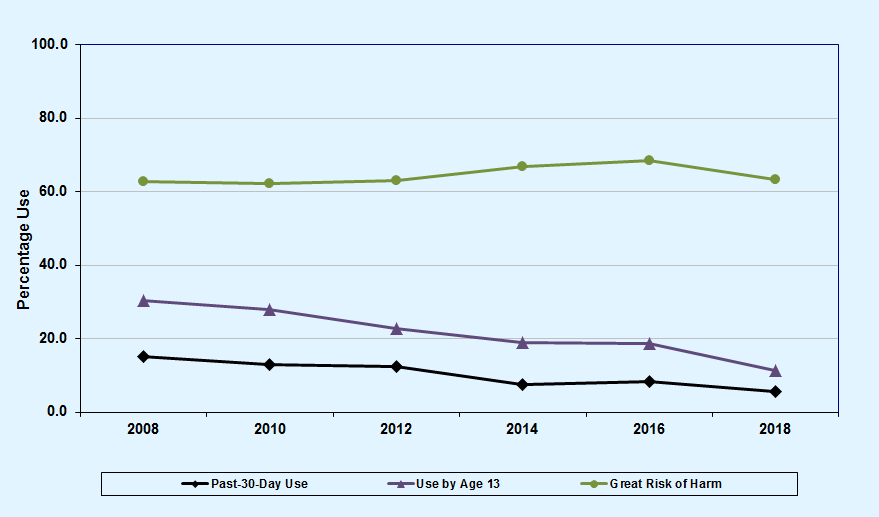 100.0
80.0
60.0
40.0
20.0
0.0
Percentage Use
2008 2010 2012 2014 2016 2018
Past-30-Day Use Use by Age 13 Great Risk of Harm